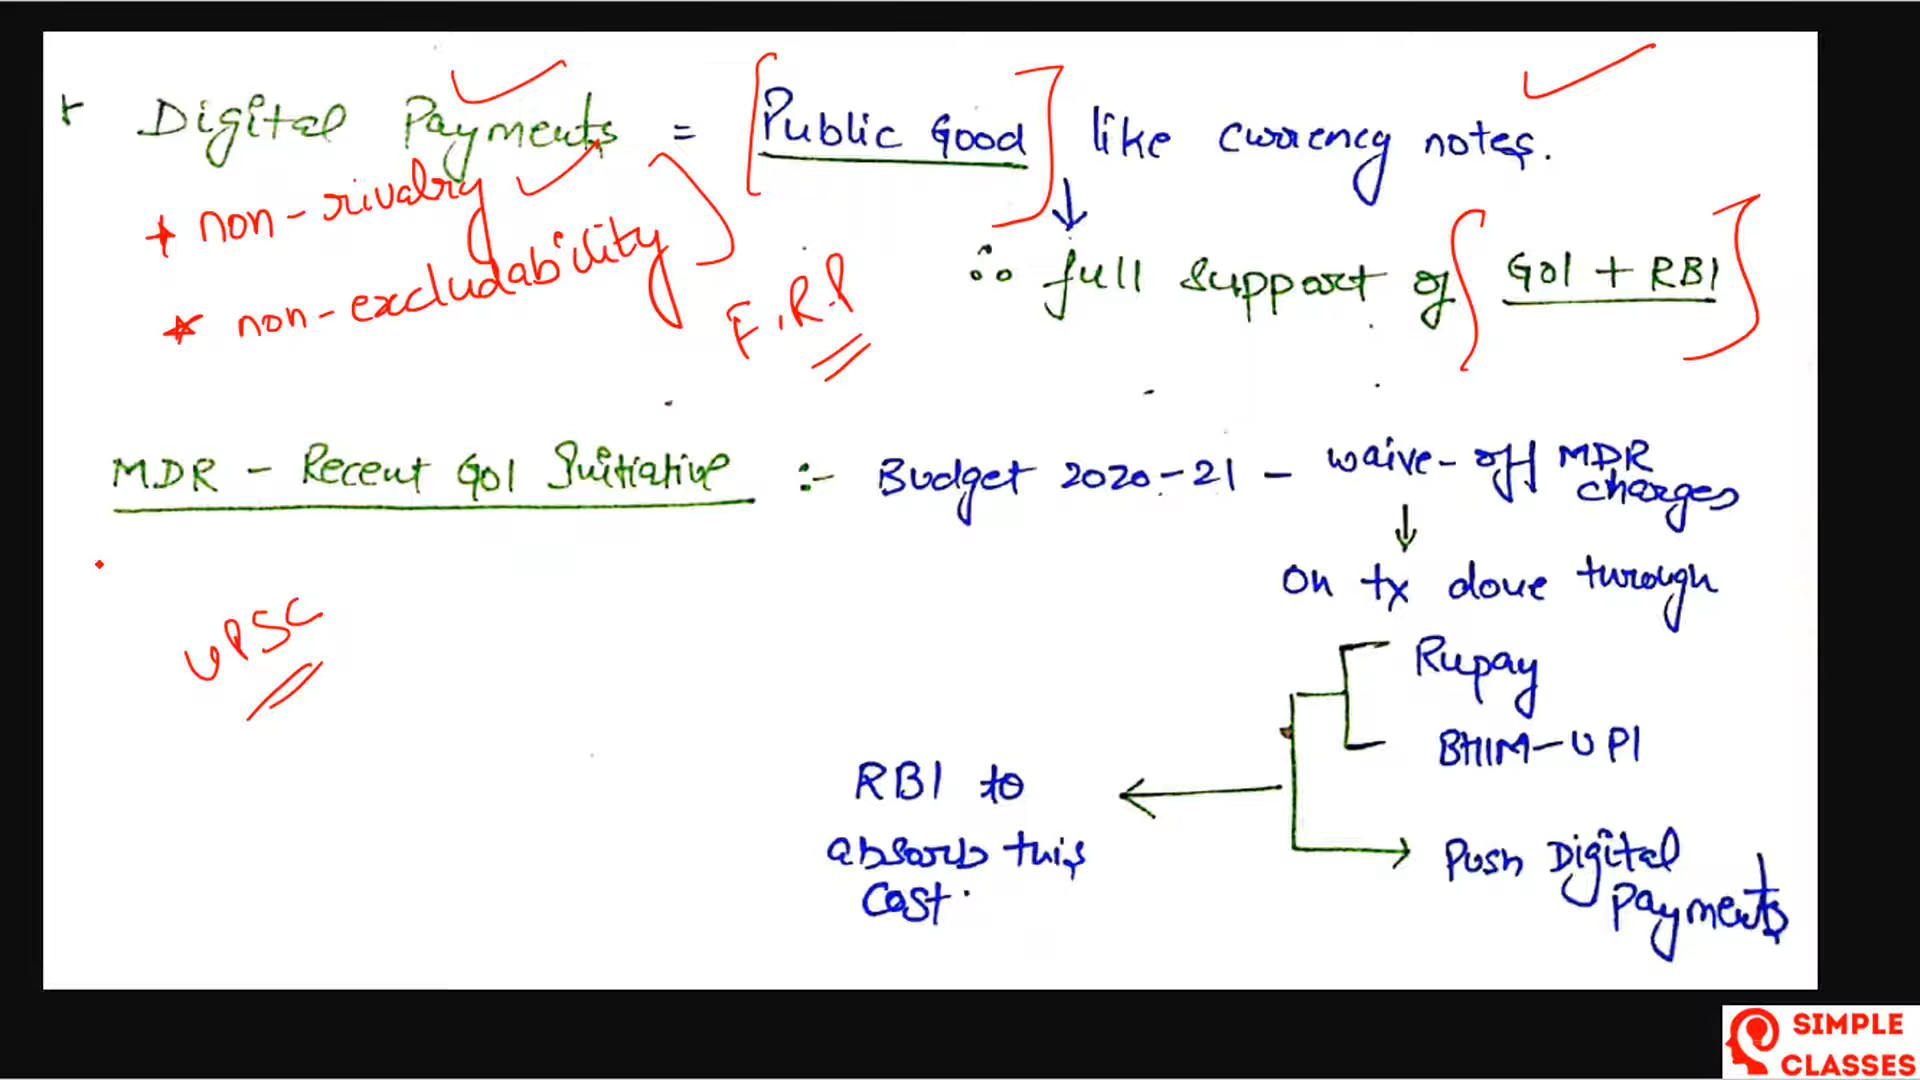 Digital Payments = [Public Good] like currency notes.
+ non-rivalry
* non-excludability
F.R.P
∴ full support of [GOI + RBI]
MDR - Recent GOI Initiative :- Budget 2020-21 - waive-off MDR charges
↓
On tx done through
Rupay
BHIM-UPI
UPSC
RBI to
absorb this
cost.
Push Digital
Payments
SIMPLE
CLASSES